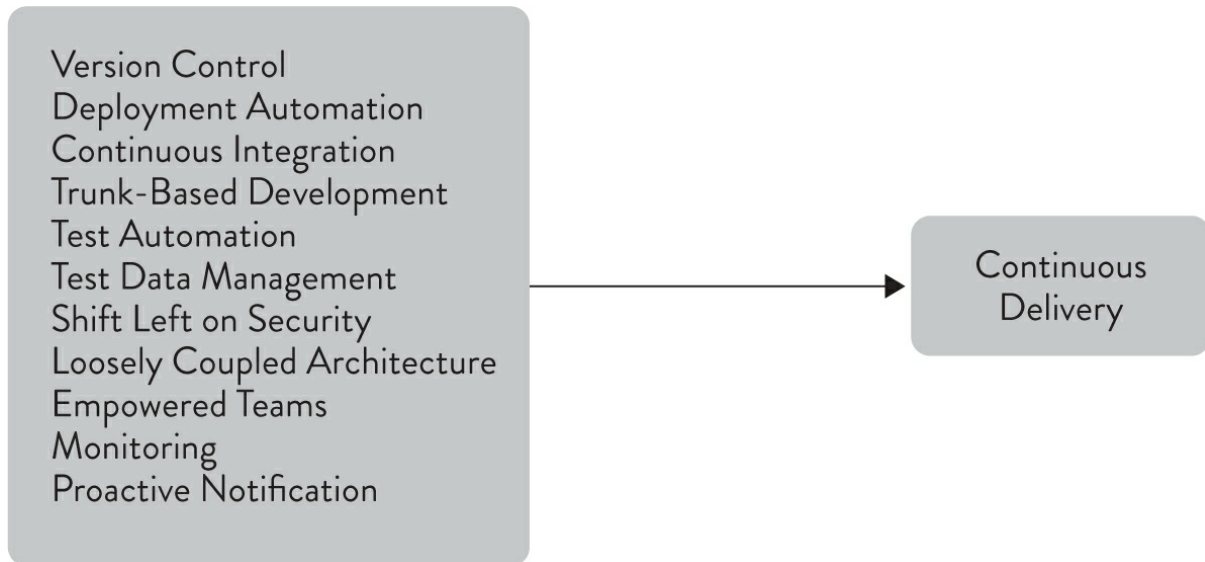 Version Control
Deployment Automation
Continuous Integration
Trunk-Based Development
Test Automation
Test Data Management
Shift Left on Security
Loosely Coupled Architecture
Empowered Teams
Monitoring
Proactive Notification
Continuous
Delivery